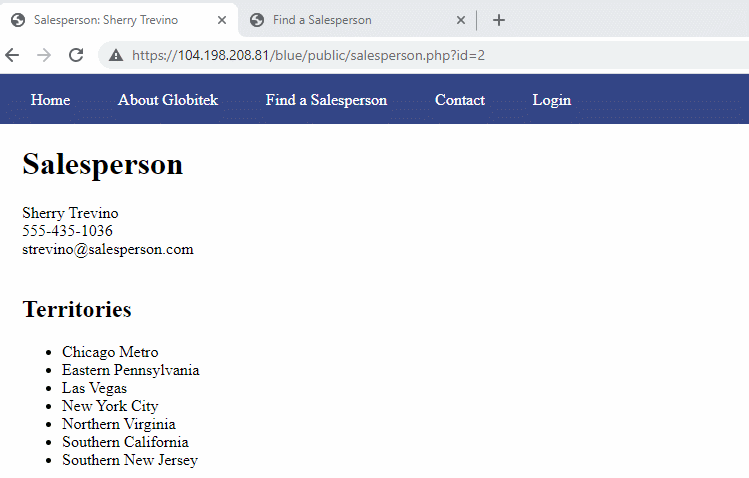 Salesperson: Sherry Trevino
Find a Salesperson
https://104.198.208.81/blue/public/salesperson.php?id=2
Home About Globitek Find a Salesperson Contact Login
Salesperson
Sherry Trevino
555-435-1036
strevino@salesperson.com
Territories
Chicago Metro
Eastern Pennsylvania
Las Vegas
New York City
Northern Virginia
Southern California
Southern New Jersey